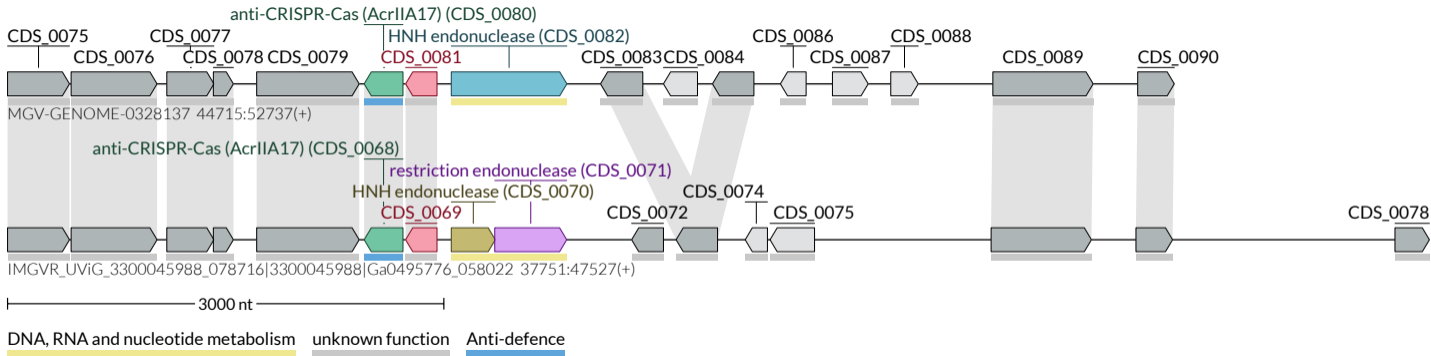 anti-CRISPR-Cas (AcrIIA17) (CDS_0080)
CDS_0075 CDS_0077 HNH endonuclease (CDS_0082) CDS_0086 CDS_0088
CDS_0076 CDS_0078 CDS_0079 CDS_0081 CDS_0083 CDS_0084 CDS_0087 CDS_0089 CDS_0090
MGV-GENOME-0328137 44715:52737(+)
anti-CRISPR-Cas (AcrIIA17) (CDS_0068)
restriction endonuclease (CDS_0071)
HNH endonuclease (CDS_0070) CDS_0074
CDS_0069 CDS_0072 CDS_0075 CDS_0078
IMGVR_UViG_3300045988_078716|3300045988|Ga0495776_058022 37751:47527(+)
3000 nt
DNA, RNA and nucleotide metabolism unknown function Anti-defence